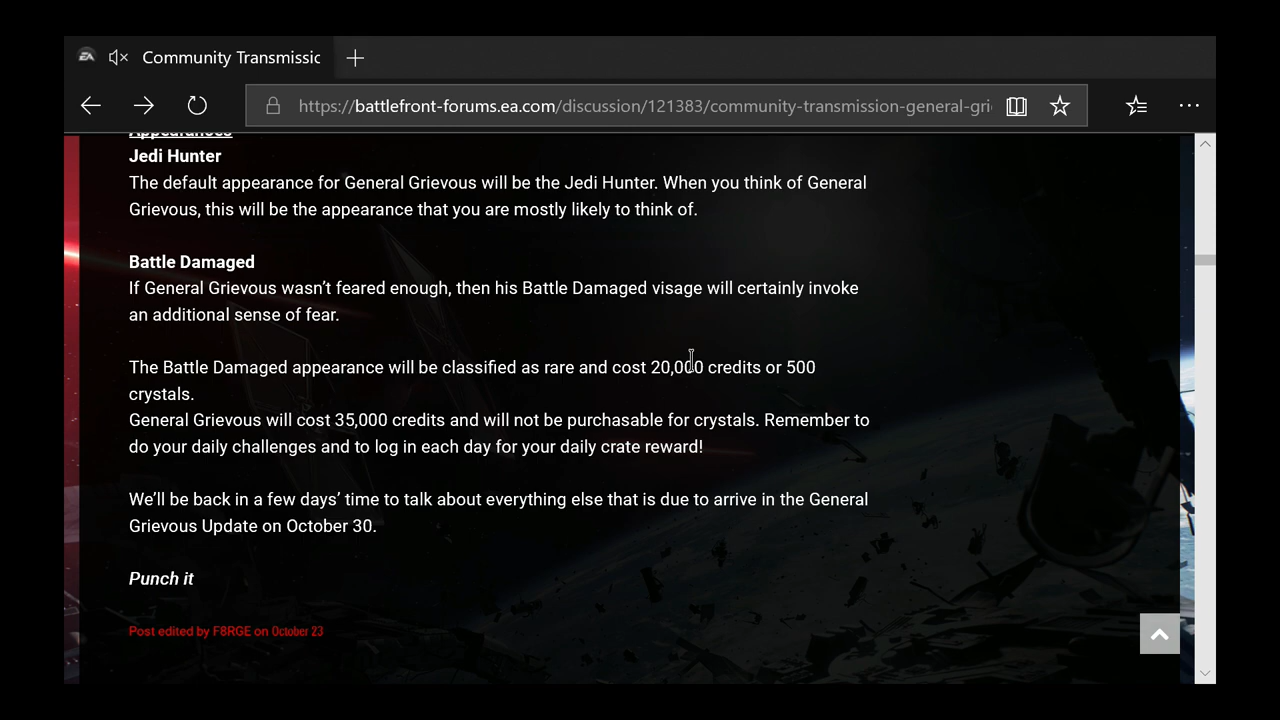 EA Community Transmissic
https://battlefront-forums.ea.com/discussion/121383/community-transmission-general-gri
Appearances
Jedi Hunter
The default appearance for General Grievous will be the Jedi Hunter. When you think of General
Grievous, this will be the appearance that you are mostly likely to think of.
Battle Damaged
If General Grievous wasn't feared enough, then his Battle Damaged visage will certainly invoke
an additional sense of fear.
The Battle Damaged appearance will be classified as rare and cost 20,000 credits or 500
crystals.
General Grievous will cost 35,000 credits and will not be purchasable for crystals. Remember to
do your daily challenges and to log in each day for your daily crate reward!
We'll be back in a few days' time to talk about everything else that is due to arrive in the General
Grievous Update on October 30.
Punch it
Post edited by F8RGE on October 23